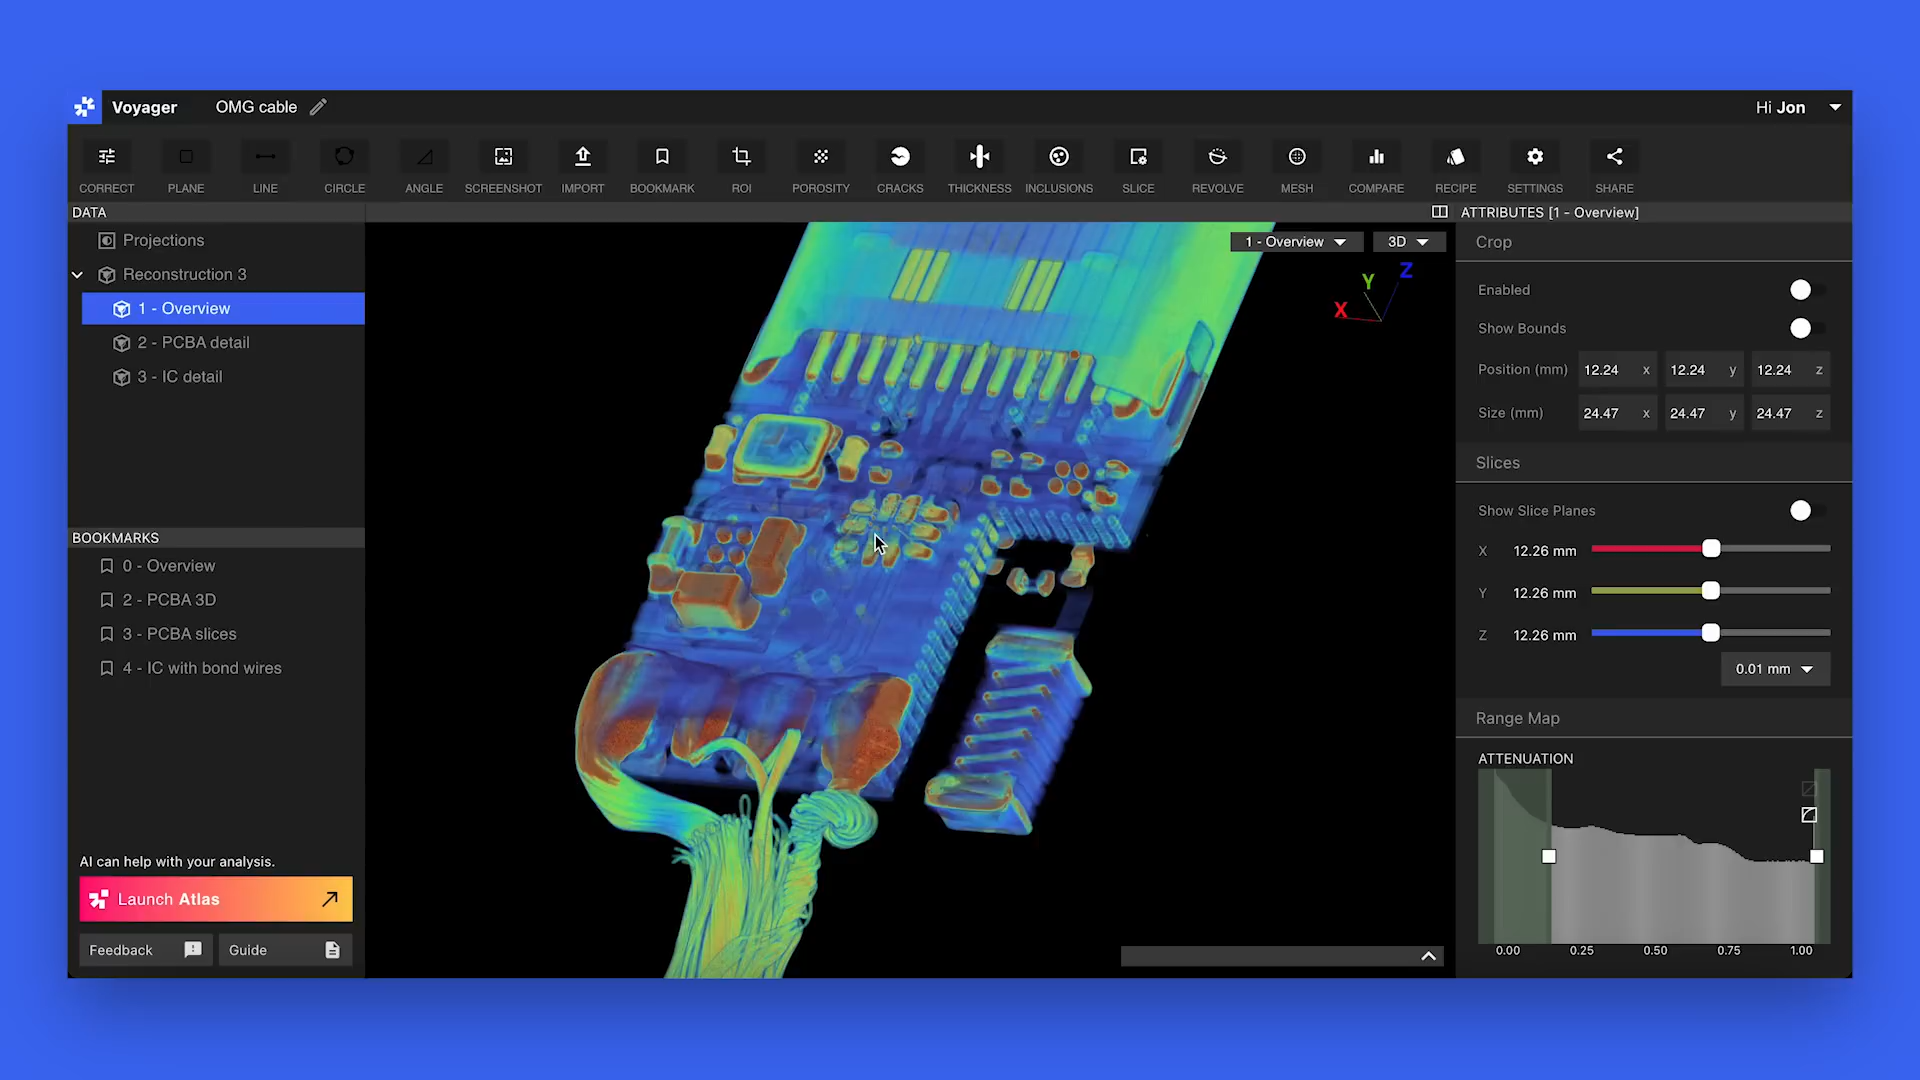 Voyager OMG cable Hi Jon
CORRECT PLANE LINE CIRCLE ANGLE SCREENSHOT IMPORT BOOKMARK ROI POROSITY CRACKS THICKNESS INCLUSIONS SLICE REVOLVE MESH COMPARE RECIPE SETTINGS SHARE
DATA
Projections
Reconstruction 3
1 - Overview
2 - PCBA detail
3 - IC detail
BOOKMARKS
0 - Overview
2 - PCBA 3D
3 - PCBA slices
4 - IC with bond wires
AI can help with your analysis.
Launch Atlas
Feedback Guide
1 - Overview 3D
X Y Z
ATTRIBUTES [1 - Overview]
Crop
Enabled
Show Bounds
Position (mm) 12.24 x 12.24 y 12.24 z
Size (mm) 24.47 x 24.47 y 24.47 z
Slices
Show Slice Planes
X 12.26 mm
Y 12.26 mm
Z 12.26 mm
0.01 mm
Range Map
ATTENUATION
0.00 0.25 0.50 0.75 1.00